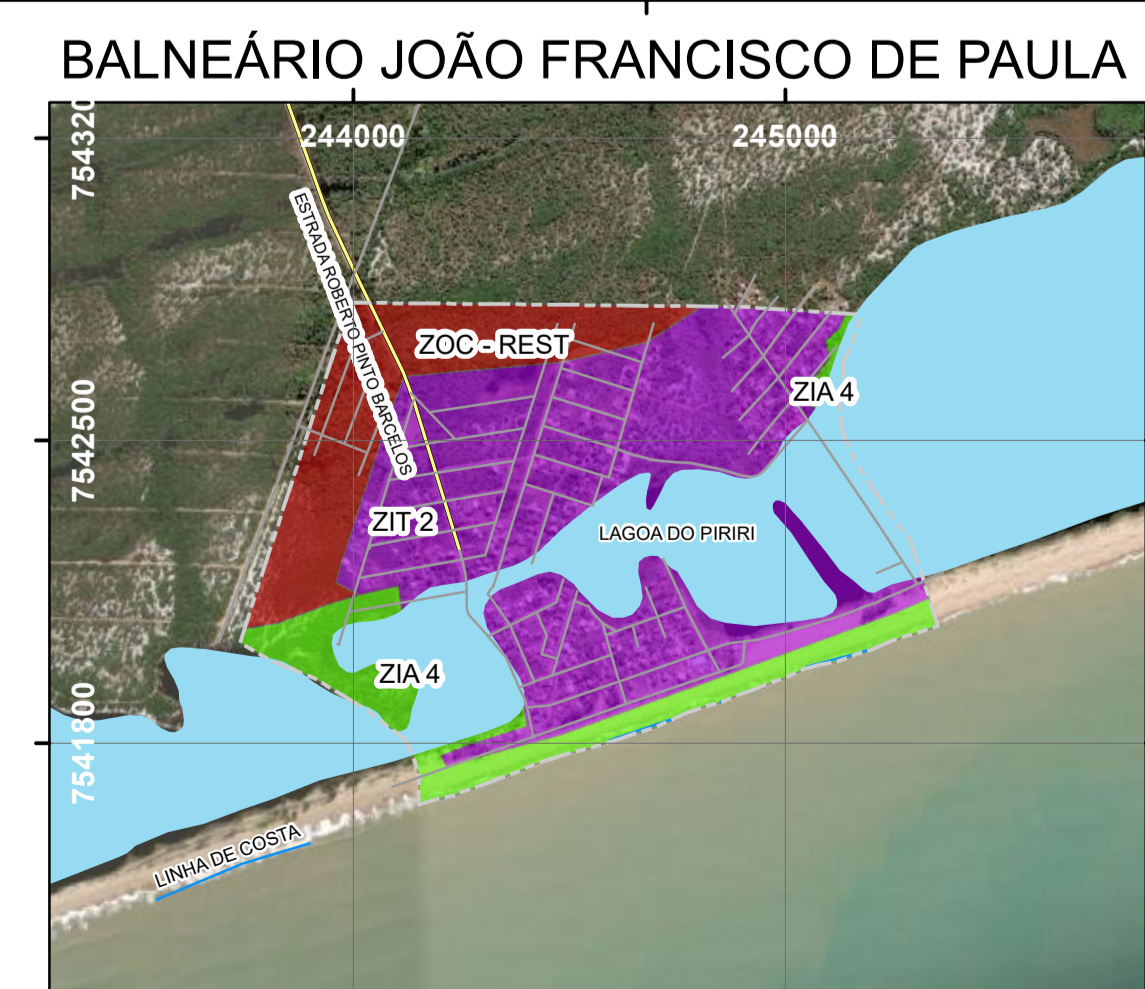 BALNEÁRIO JOÃO FRANCISCO DE PAULA
244000
245000
754320
ESTRADA ROBERTO PINTO BARCELOS
ZOC - REST
ZIA 4
7542500
ZIT 2
LAGOA DO PIRIRI
ZIA 4
7541800
LINHA DE COSTA